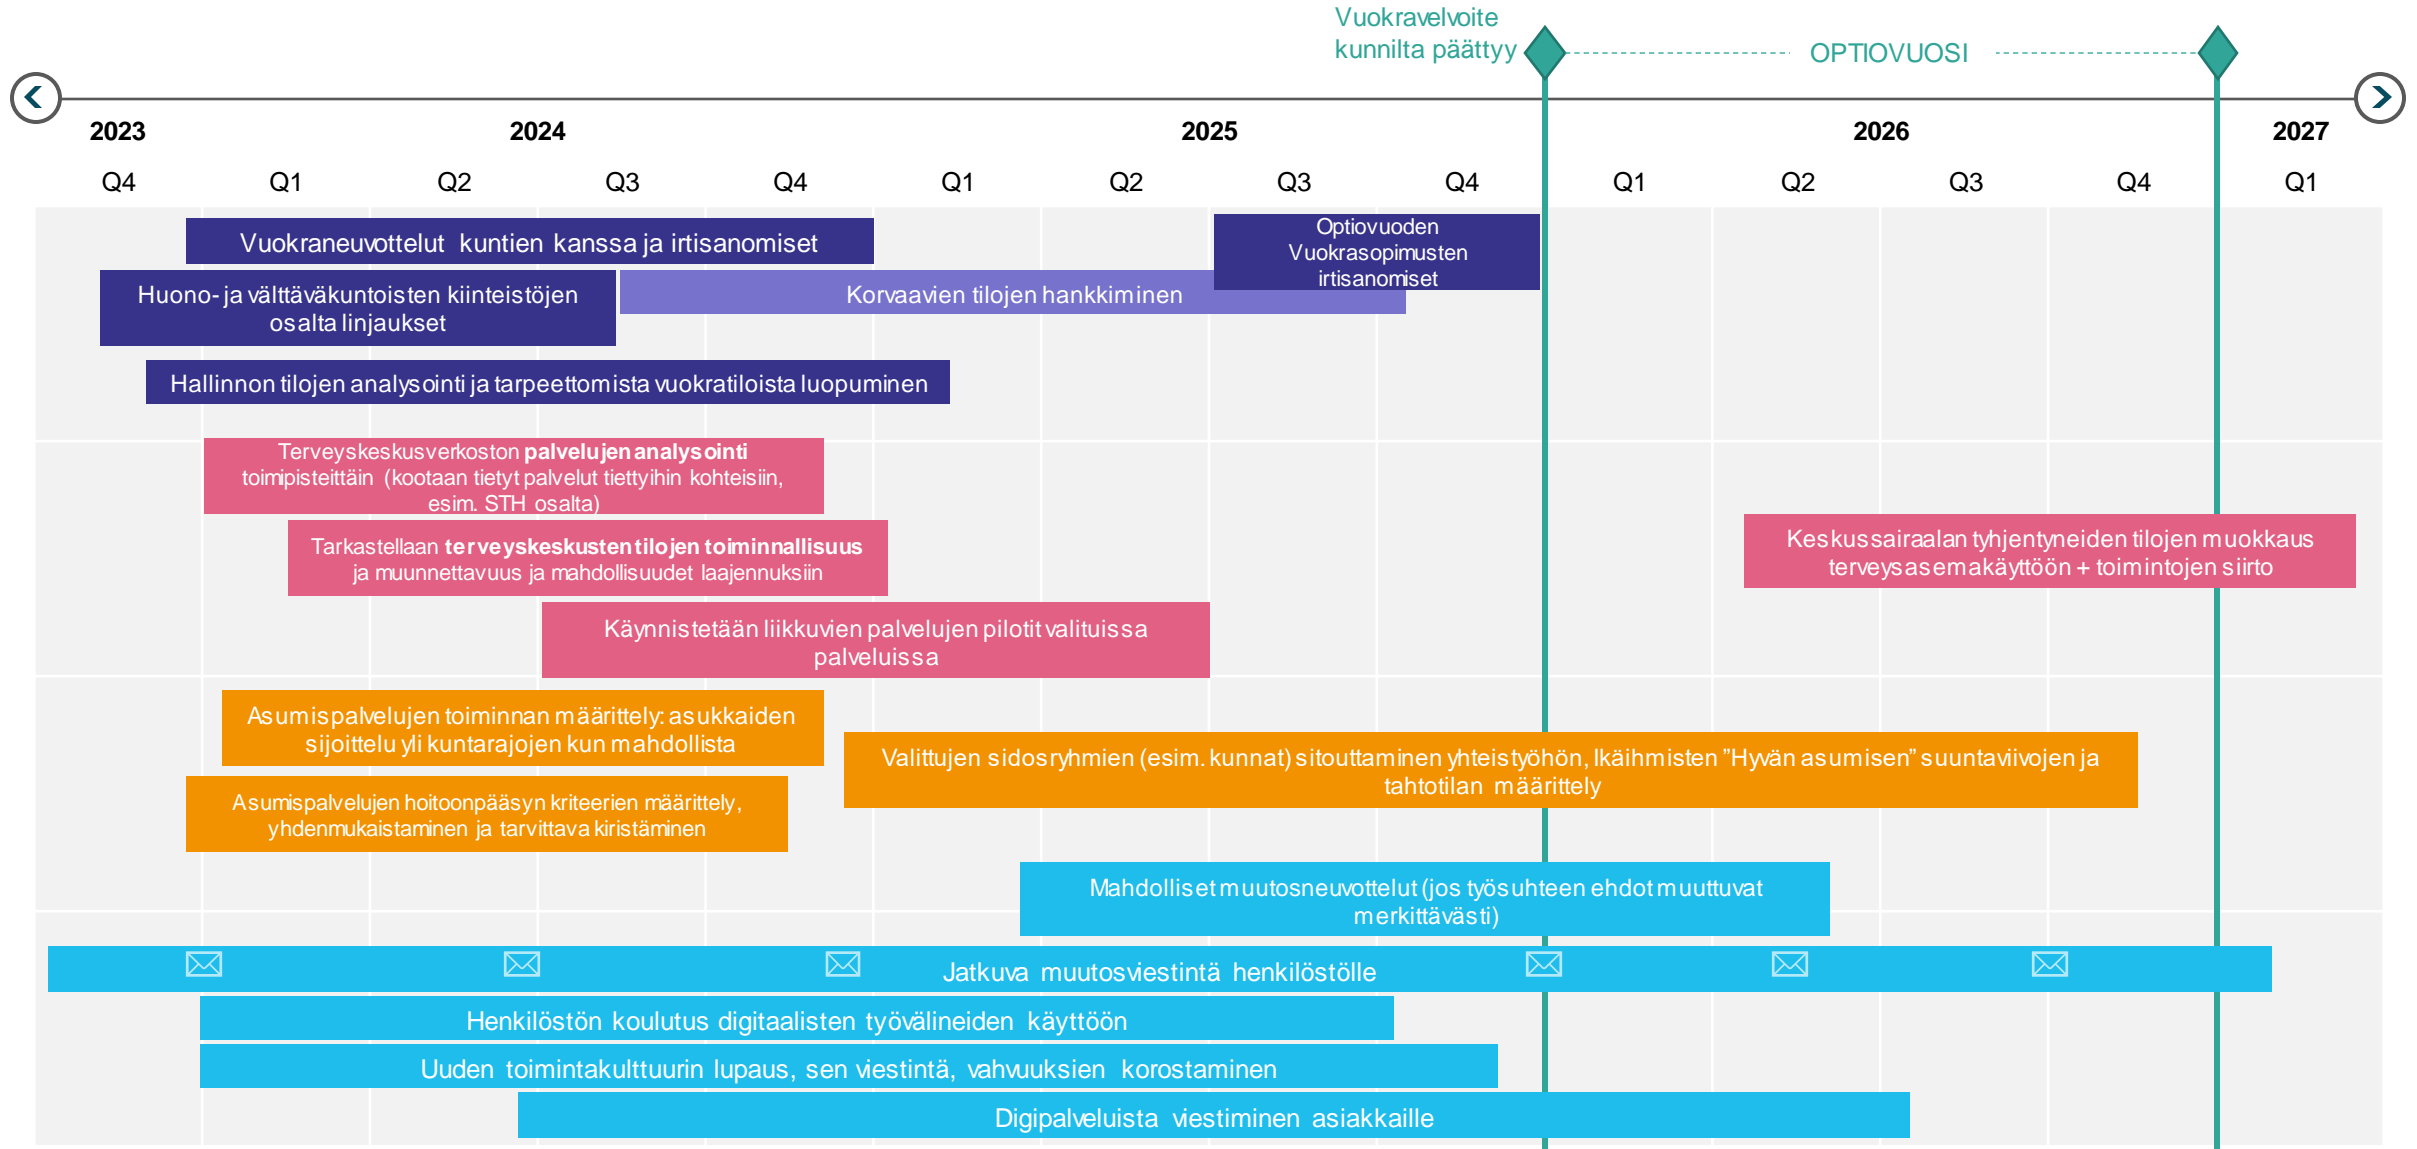 Vuokravelvoite
kunnilta päättyy
OPTIOVUOSI
2023
2024
2025
2026
2027
Q4
Q1
Q2
Q3
Q4
Q1
Q2
Q3
Q4
Q1
Q2
Q3
Q4
Q1
Vuokraneuvottelut kuntien kanssa ja irtisanomiset
Optiovuoden
Vuokrasopimusten
irtisanomiset
Huono- ja välttäväkuntoisten kiinteistöjen
osalta linjaukset
Korvaavien tilojen hankkiminen
Hallinnon tilojen analysointi ja tarpeettomista vuokratiloista luopuminen
Terveyskeskusverkoston palvelujen analysointi
toimipisteittäin (kootaan tietyt palvelut tiettyihin kohteisiin,
esim. STH osalta)
Tarkastellaan terveyskeskusten tilojen toiminnallisuus
ja muunnettavuus ja mahdollisuudet laajennuksiin
Keskussairaalan tyhjentyneiden tilojen muokkaus
terveysasemakäyttöön + toimintojen siirto
Käynnistetään liikkuvien palvelujen pilotit valituissa
palveluissa
Asumispalvelujen toiminnan määrittely: asukkaiden
sijoittelu yli kuntarajojen kun mahdollista
Valittujen sidosryhmien (esim. kunnat) sitouttaminen yhteistyöhön, Ikäihmisten ”Hyvän asumisen” suuntaviivojen ja
tahtotilan määrittely
Asumispalvelujen hoitoonpääsyn kriteerien määrittely,
yhdenmukaistaminen ja tarvittava kiristäminen
Mahdolliset muutosneuvottelut (jos työsuhteen ehdot muuttuvat
merkittävästi)
Jatkuva muutosviestintä henkilöstölle
Henkilöstön koulutus digitaalisten työvälineiden käyttöön
Uuden toimintakulttuurin lupaus, sen viestintä, vahvuuksien korostaminen
Digipalveluista viestiminen asiakkaille